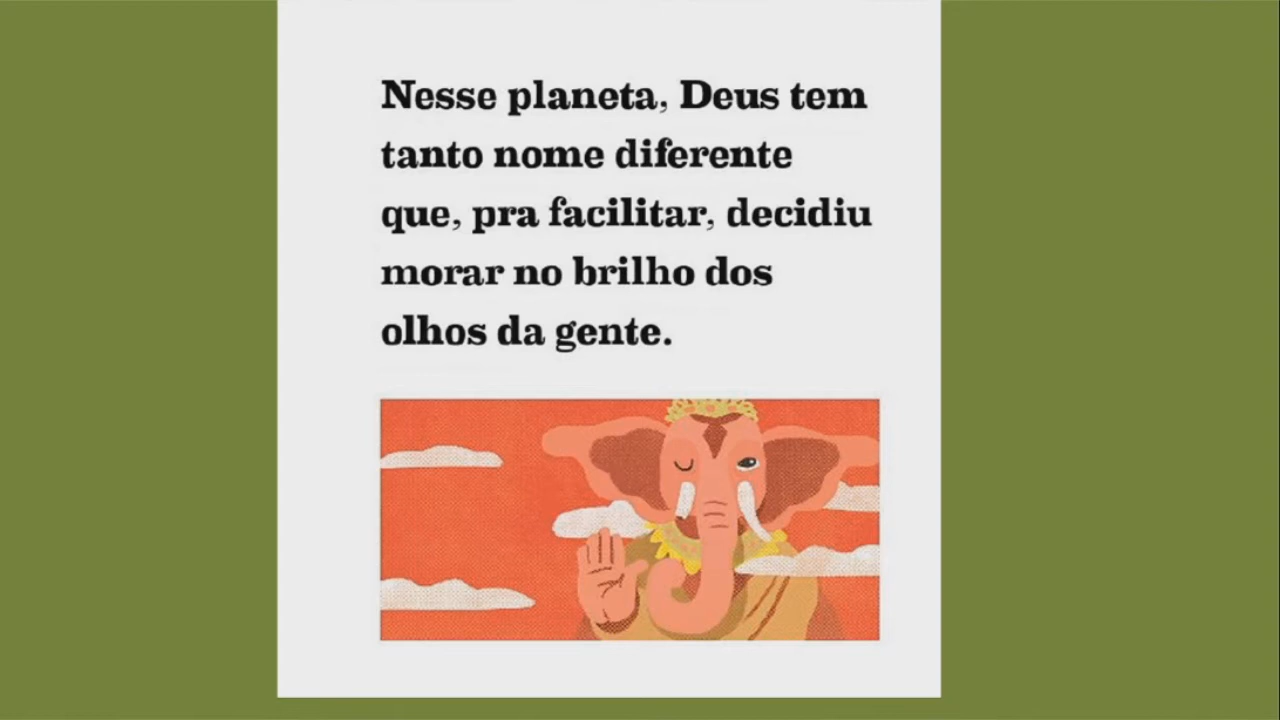 Nesse planeta, Deus tem
tanto nome diferente
que, pra facilitar, decidiu
morar no brilho dos
olhos da gente.